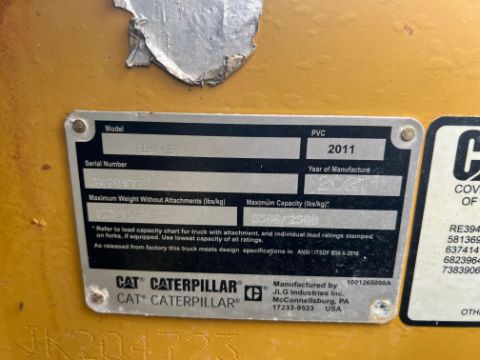 Model
PVC
2011
Serial Number
Year of Manufacture
2021
Maximum Weight Without Attachments (lbs/kg)
Maximum Capacity (lbs/kg)*
* Refer to load capacity chart for truck with attachment, and individual load ratings stamped
on forks, if equipped. Use lowest capacity of all ratings.
As released from factory this truck meets design specifications in ANSI/ITSDF B56.6-2016
CAT CATERPILLAR
CAT CATERPILLAR
Manufactured by
JLG Industries Inc.
McConnellsburg, PA
17233-9533 USA
1001265098A
JK204723
COV
OF
RE394
581369
637414
682396
738390
OTHE